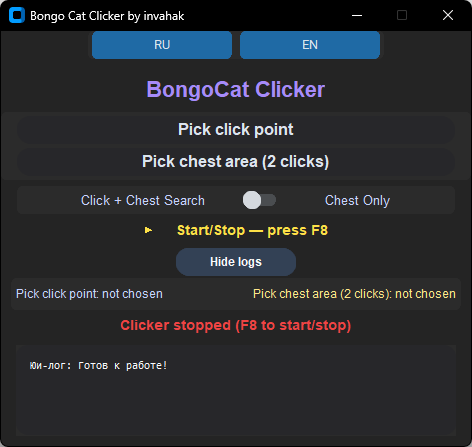 Bongo Cat Clicker by invahak
RU EN
BongoCat Clicker
Pick click point
Pick chest area (2 clicks)
Click + Chest Search Chest Only
► Start/Stop — press F8
Hide logs
Pick click point: not chosen Pick chest area (2 clicks): not chosen
Clicker stopped (F8 to start/stop)
Юи-лог: Готов к работе!